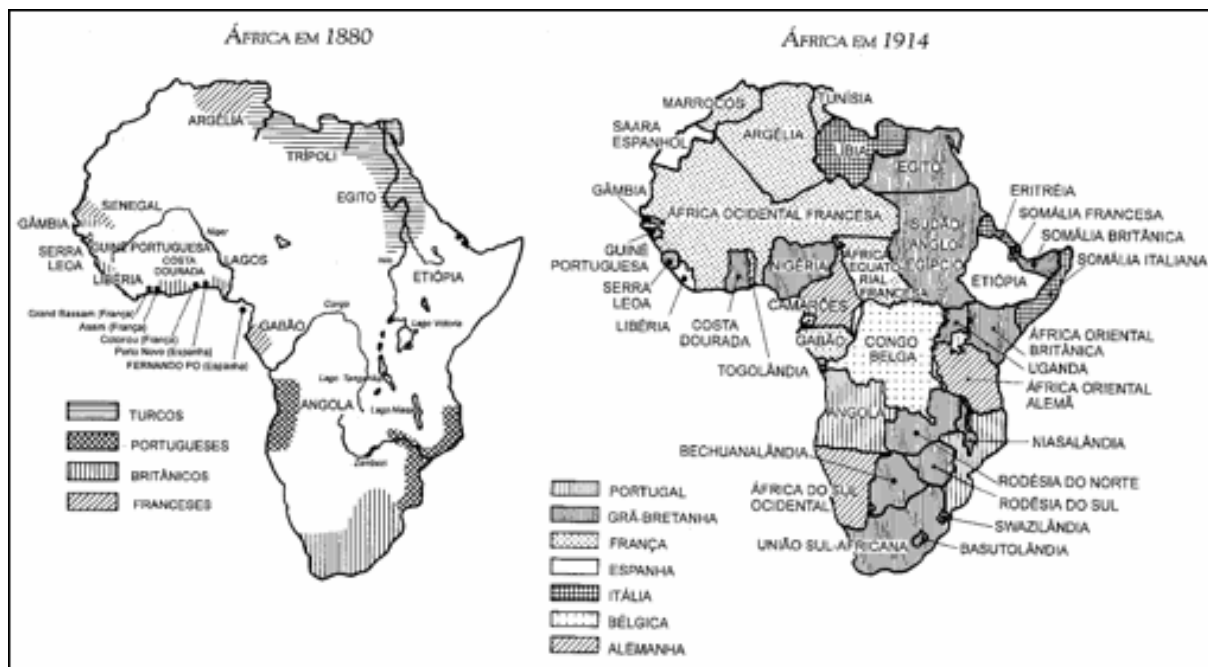 ÁFRICA EM 1880
ARGÉLIA
TRÍPOLI
EGITO
SENEGAL
GÂMBIA
GUINÉ PORTUGUESA
Niger
SERRA
LEOA
COSTA
DOURADA
LAGOS
LIBÉRIA
ETIÓPIA
Grand Bassam (França)
Assini (França)
Cotonou (França)
Porto Novo (Espanha)
FERNANDO PÓ (Espanha)
GABÃO
Congo
Lago Vitória
Lago Tanganica
ANGOLA
Lago Niassa
Zambezi
TURCOS
PORTUGUESES
BRITÂNICOS
FRANCESES
ÁFRICA EM 1914
MARROCOS
TUNÍSIA
SAARA
ESPANHOL
ARGÉLIA
LÍBIA
EGITO
GÂMBIA
ÁFRICA OCIDENTAL FRANCESA
SUDÃO
ANGLO
EGÍPCIO
ERITRÉIA
SOMÁLIA FRANCESA
SOMÁLIA BRITÂNICA
SOMÁLIA ITALIANA
GUINÉ
PORTUGUESA
SERRA
LEOA
LIBÉRIA
COSTA
DOURADA
TOGOLÂNDIA
NIGÉRIA
ÁFRICA
EQUATO
RIAL
FRANCESA
CAMARÕES
GABÃO
ETIÓPIA
CONGO
BELGA
ÁFRICA ORIENTAL
BRITÂNICA
UGANDA
ÁFRICA ORIENTAL
ALEMÃ
ANGOLA
NIASALÂNDIA
BECHUANALÂNDIA
RODÉSIA DO NORTE
RODÉSIA DO SUL
ÁFRICA DO SUL
OCIDENTAL
SWAZILÂNDIA
UNIÃO SUL-AFRICANA
BASUTOLÂNDIA
PORTUGAL
GRÃ-BRETANHA
FRANÇA
ESPANHA
ITÁLIA
BÉLGICA
ALEMANHA